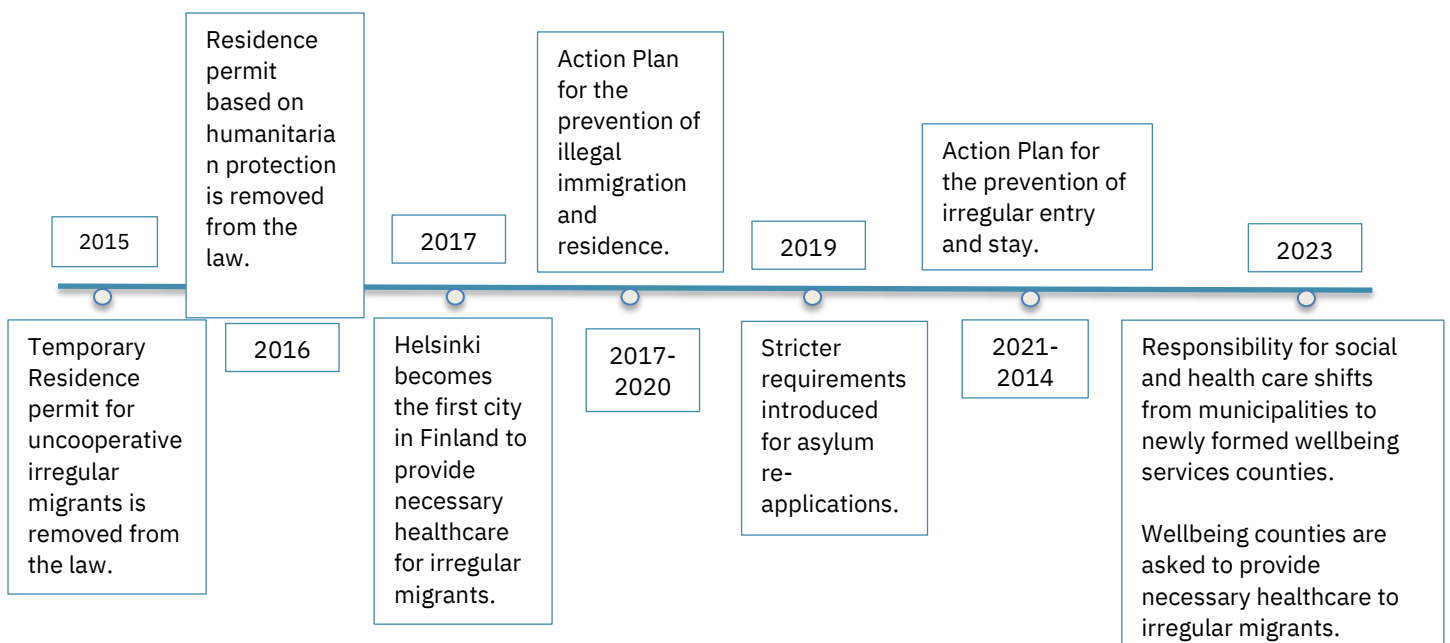 2015
Temporary
Residence
permit for
uncooperative
irregular
migrants is
removed from
the law.
Residence
permit
based on
humanitaria
n protection
is removed
from the
law.
2016
2017
Helsinki
becomes
the first city
in Finland to
provide
necessary
healthcare
for irregular
migrants.
Action Plan
for the
prevention of
illegal
immigration
and
residence.
2017-
2020
2019
Stricter
requirements
introduced
for asylum
re-
applications.
Action Plan for
the prevention of
irregular entry
and stay.
2021-
2014
2023
Responsibility for social
and health care shifts
from municipalities to
newly formed wellbeing
services counties.
Wellbeing counties are
asked to provide
necessary healthcare to
irregular migrants.